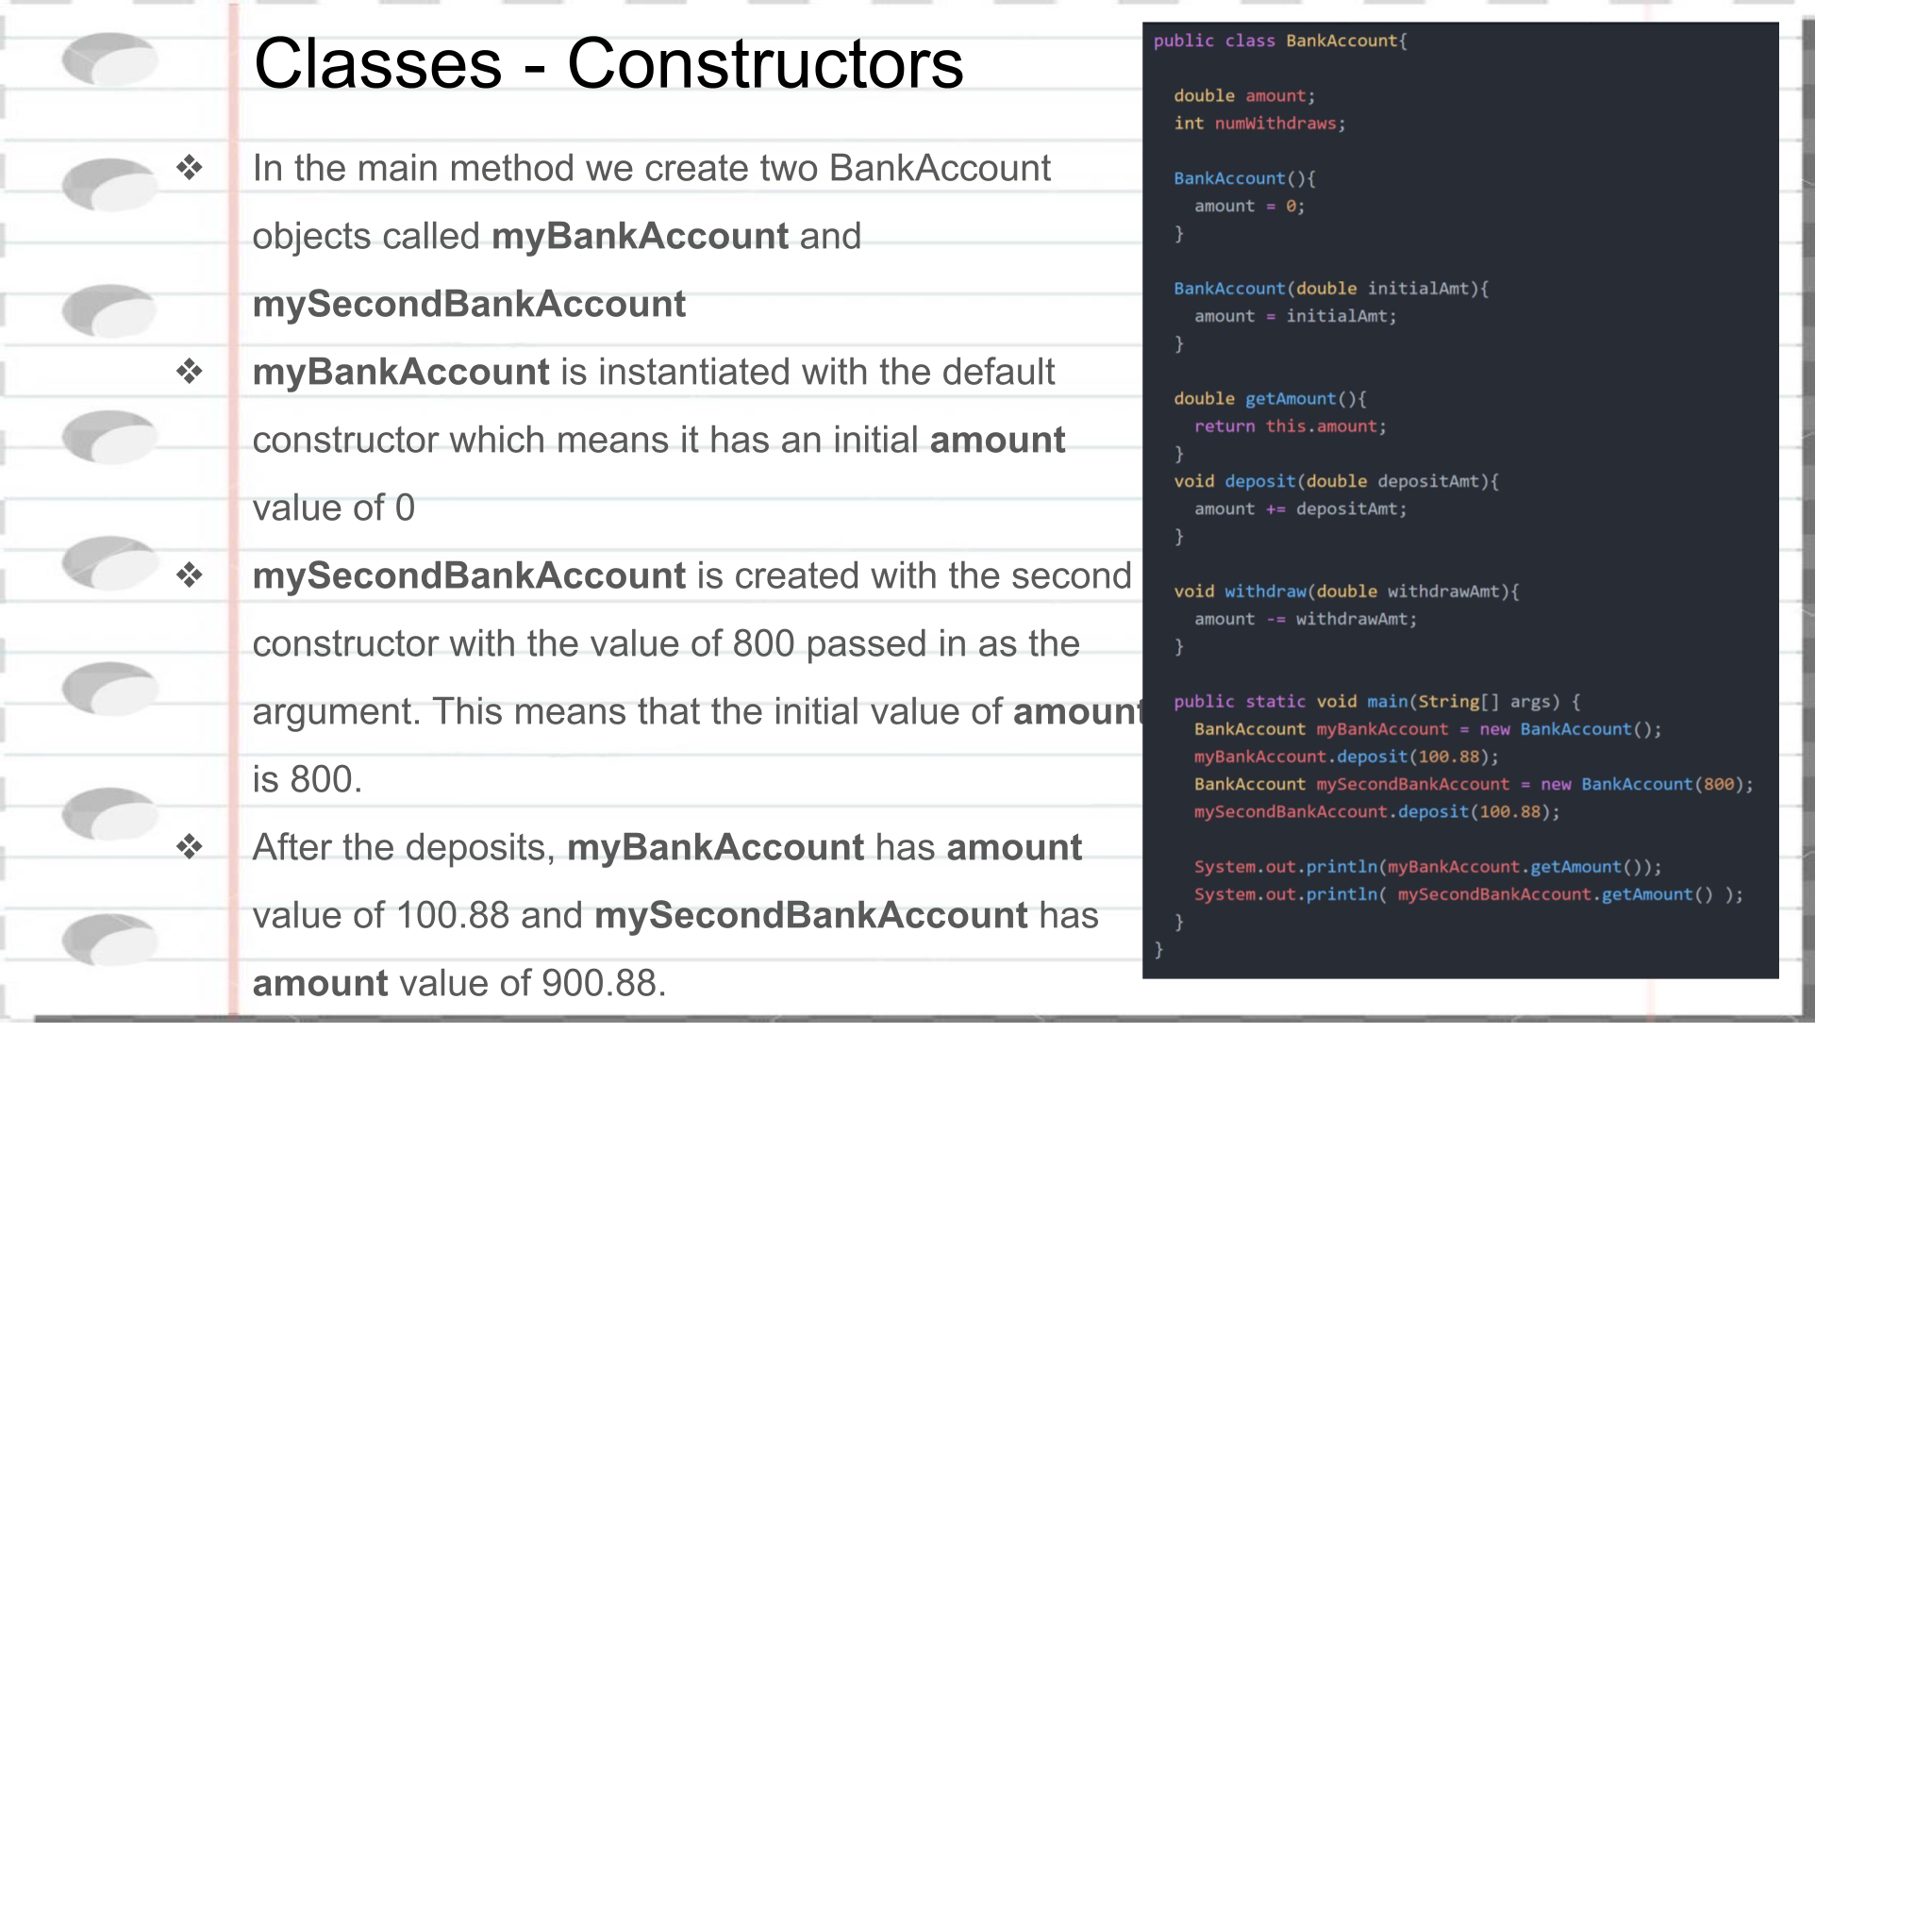 Classes - Constructors
❖ In the main method we create two BankAccount
objects called myBankAccount and
mySecondBankAccount
❖ myBankAccount is instantiated with the default
constructor which means it has an initial amount
value of 0
❖ mySecondBankAccount is created with the second
constructor with the value of 800 passed in as the
argument. This means that the initial value of amount
is 800.
❖ After the deposits, myBankAccount has amount
value of 100.88 and mySecondBankAccount has
amount value of 900.88.
public class BankAccount{
  double amount;
  int numWithdraws;
  BankAccount(){
    amount = 0;
  }
  BankAccount(double initialAmt){
    amount = initialAmt;
  }
  double getAmount(){
    return this.amount;
  }
  void deposit(double depositAmt){
    amount += depositAmt;
  }
  void withdraw(double withdrawAmt){
    amount -= withdrawAmt;
  }
  public static void main(String[] args) {
    BankAccount myBankAccount = new BankAccount();
    myBankAccount.deposit(100.88);
    BankAccount mySecondBankAccount = new BankAccount(800);
    mySecondBankAccount.deposit(100.88);
    System.out.println(myBankAccount.getAmount());
    System.out.println( mySecondBankAccount.getAmount() );
  }
}